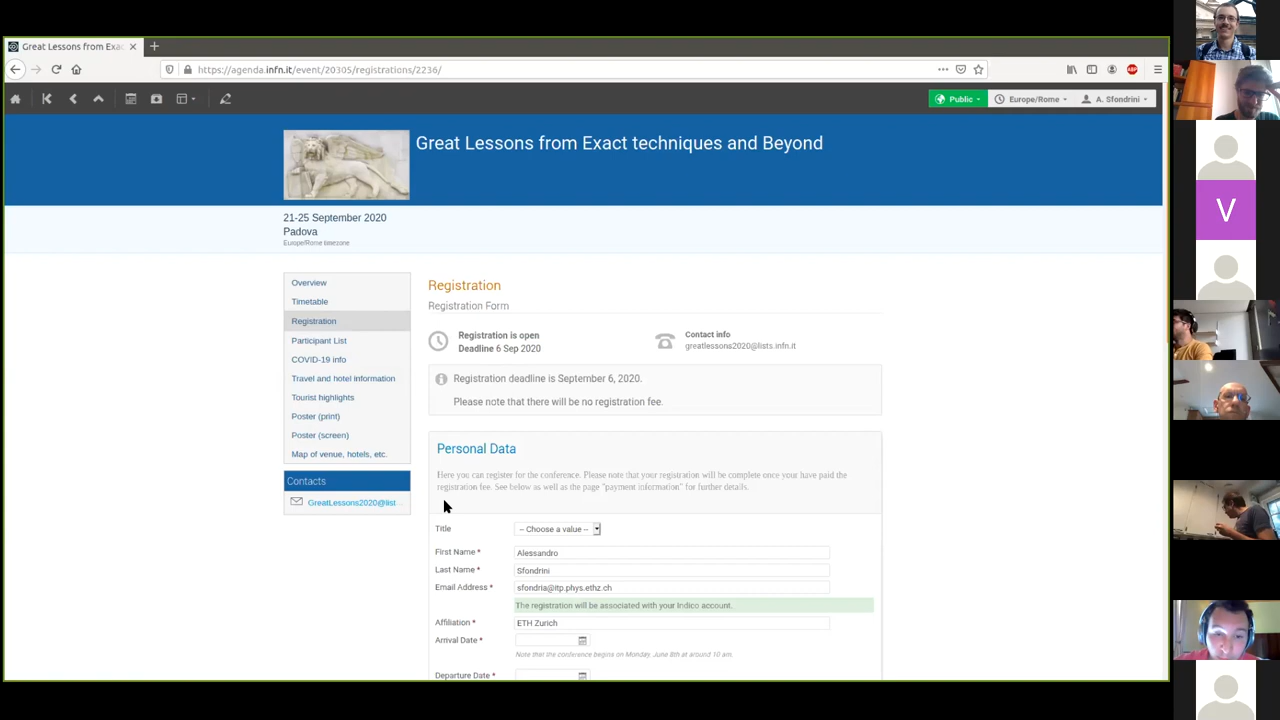 Great Lessons from Exac
https://agenda.infn.it/event/20305/registrations/2236/
Public
Europe/Rome
A. Sfondrini
Great Lessons from Exact techniques and Beyond
21-25 September 2020
Padova
Europe/Rome timezone
Overview
Timetable
Registration
Participant List
COVID-19 info
Travel and hotel information
Tourist highlights
Poster (print)
Poster (screen)
Map of venue, hotels, etc.
Contacts
GreatLessons2020@list...
Registration
Registration Form
Registration is open
Deadline 6 Sep 2020
Contact info
greatlessons2020@lists.infn.it
Registration deadline is September 6, 2020.
Please note that there will be no registration fee.
Personal Data
Here you can register for the conference. Please note that your registration will be complete once your have paid the
registration fee. See below as well as the page "payment information" for further details.
Title
-- Choose a value --
First Name *
Alessandro
Last Name *
Sfondrini
Email Address *
sfondria@itp.phys.ethz.ch
The registration will be associated with your Indico account.
Affiliation *
ETH Zurich
Arrival Date *
Note that the conference begins on Monday, June 8th at around 10 am.
Departure Date *
V
ABP